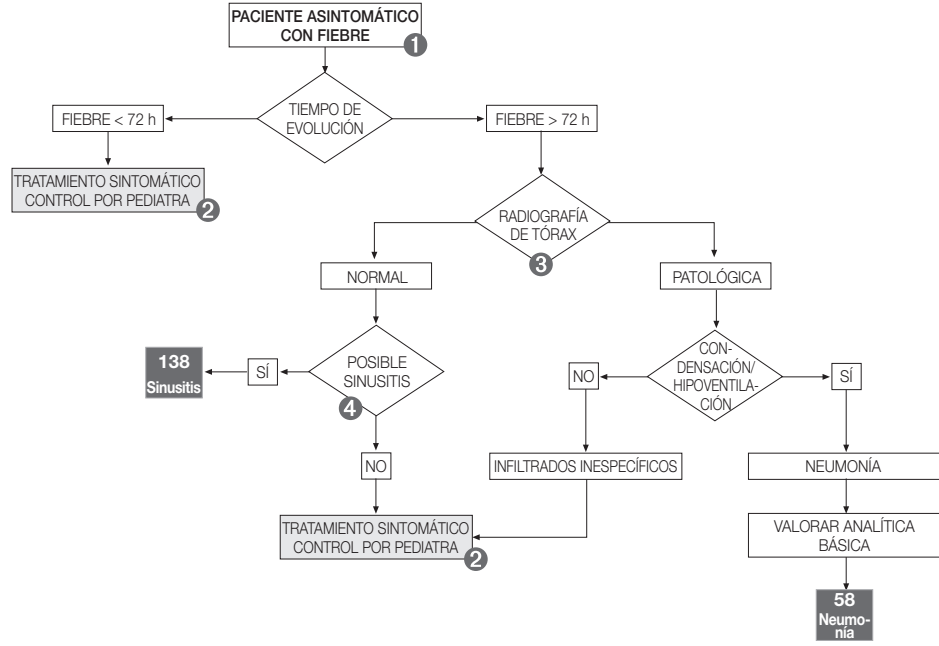 PACIENTE ASINTOMÁTICO
CON FIEBRE
1
TIEMPO DE
EVOLUCIÓN
FIEBRE < 72 h
FIEBRE > 72 h
TRATAMIENTO SINTOMÁTICO
CONTROL POR PEDIATRA
2
RADIOGRAFÍA
DE TÓRAX
3
NORMAL
PATOLÓGICA
138
Sinusitis
SÍ
POSIBLE
SINUSITIS
4
NO
CON-
DENSACIÓN/
HIPOVENTILA-
CIÓN
SÍ
NO
INFILTRADOS INESPECÍFICOS
NEUMONÍA
TRATAMIENTO SINTOMÁTICO
CONTROL POR PEDIATRA
2
VALORAR ANALÍTICA
BÁSICA
58
Neumo-
nía